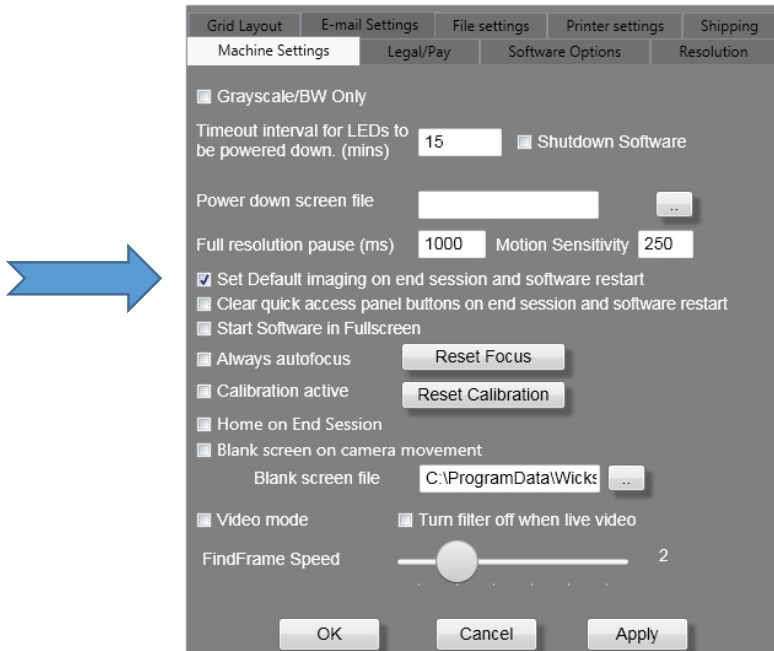 Grid Layout E-mail Settings File settings Printer settings Shipping
Machine Settings Legal/Pay Software Options Resolution
Grayscale/BW Only
Timeout interval for LEDs to
be powered down. (mins) 15 Shutdown Software
Power down screen file ..
Full resolution pause (ms) 1000 Motion Sensitivity 250
Set Default imaging on end session and software restart
Clear quick access panel buttons on end session and software restart
Start Software in Fullscreen
Always autofocus Reset Focus
Calibration active Reset Calibration
Home on End Session
Blank screen on camera movement
Blank screen file C:\ProgramData\Wicks ..
Video mode Turn filter off when live video
FindFrame Speed 2
OK Cancel Apply